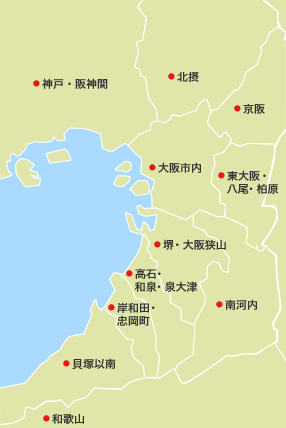 北摂
神戸・阪神間
京阪
大阪市内
東大阪・
八尾・柏原
堺・大阪狭山
高石・
和泉・泉大津
南河内
岸和田・
忠岡町
貝塚以南
和歌山